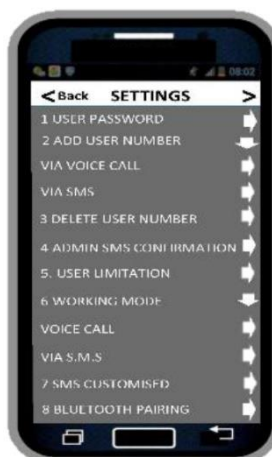 08:02
< Back SETTINGS >
1 USER PASSWORD
2 ADD USER NUMBER
VIA VOICE CALL
VIA SMS
3 DELETE USER NUMBER
4 ADMIN SMS CONFIRMATION
5. USER LIMITATION
6 WORKING MODE
VOICE CALL
VIA S.M.S
7 SMS CUSTOMISED
8 BLUETOOTH PAIRING